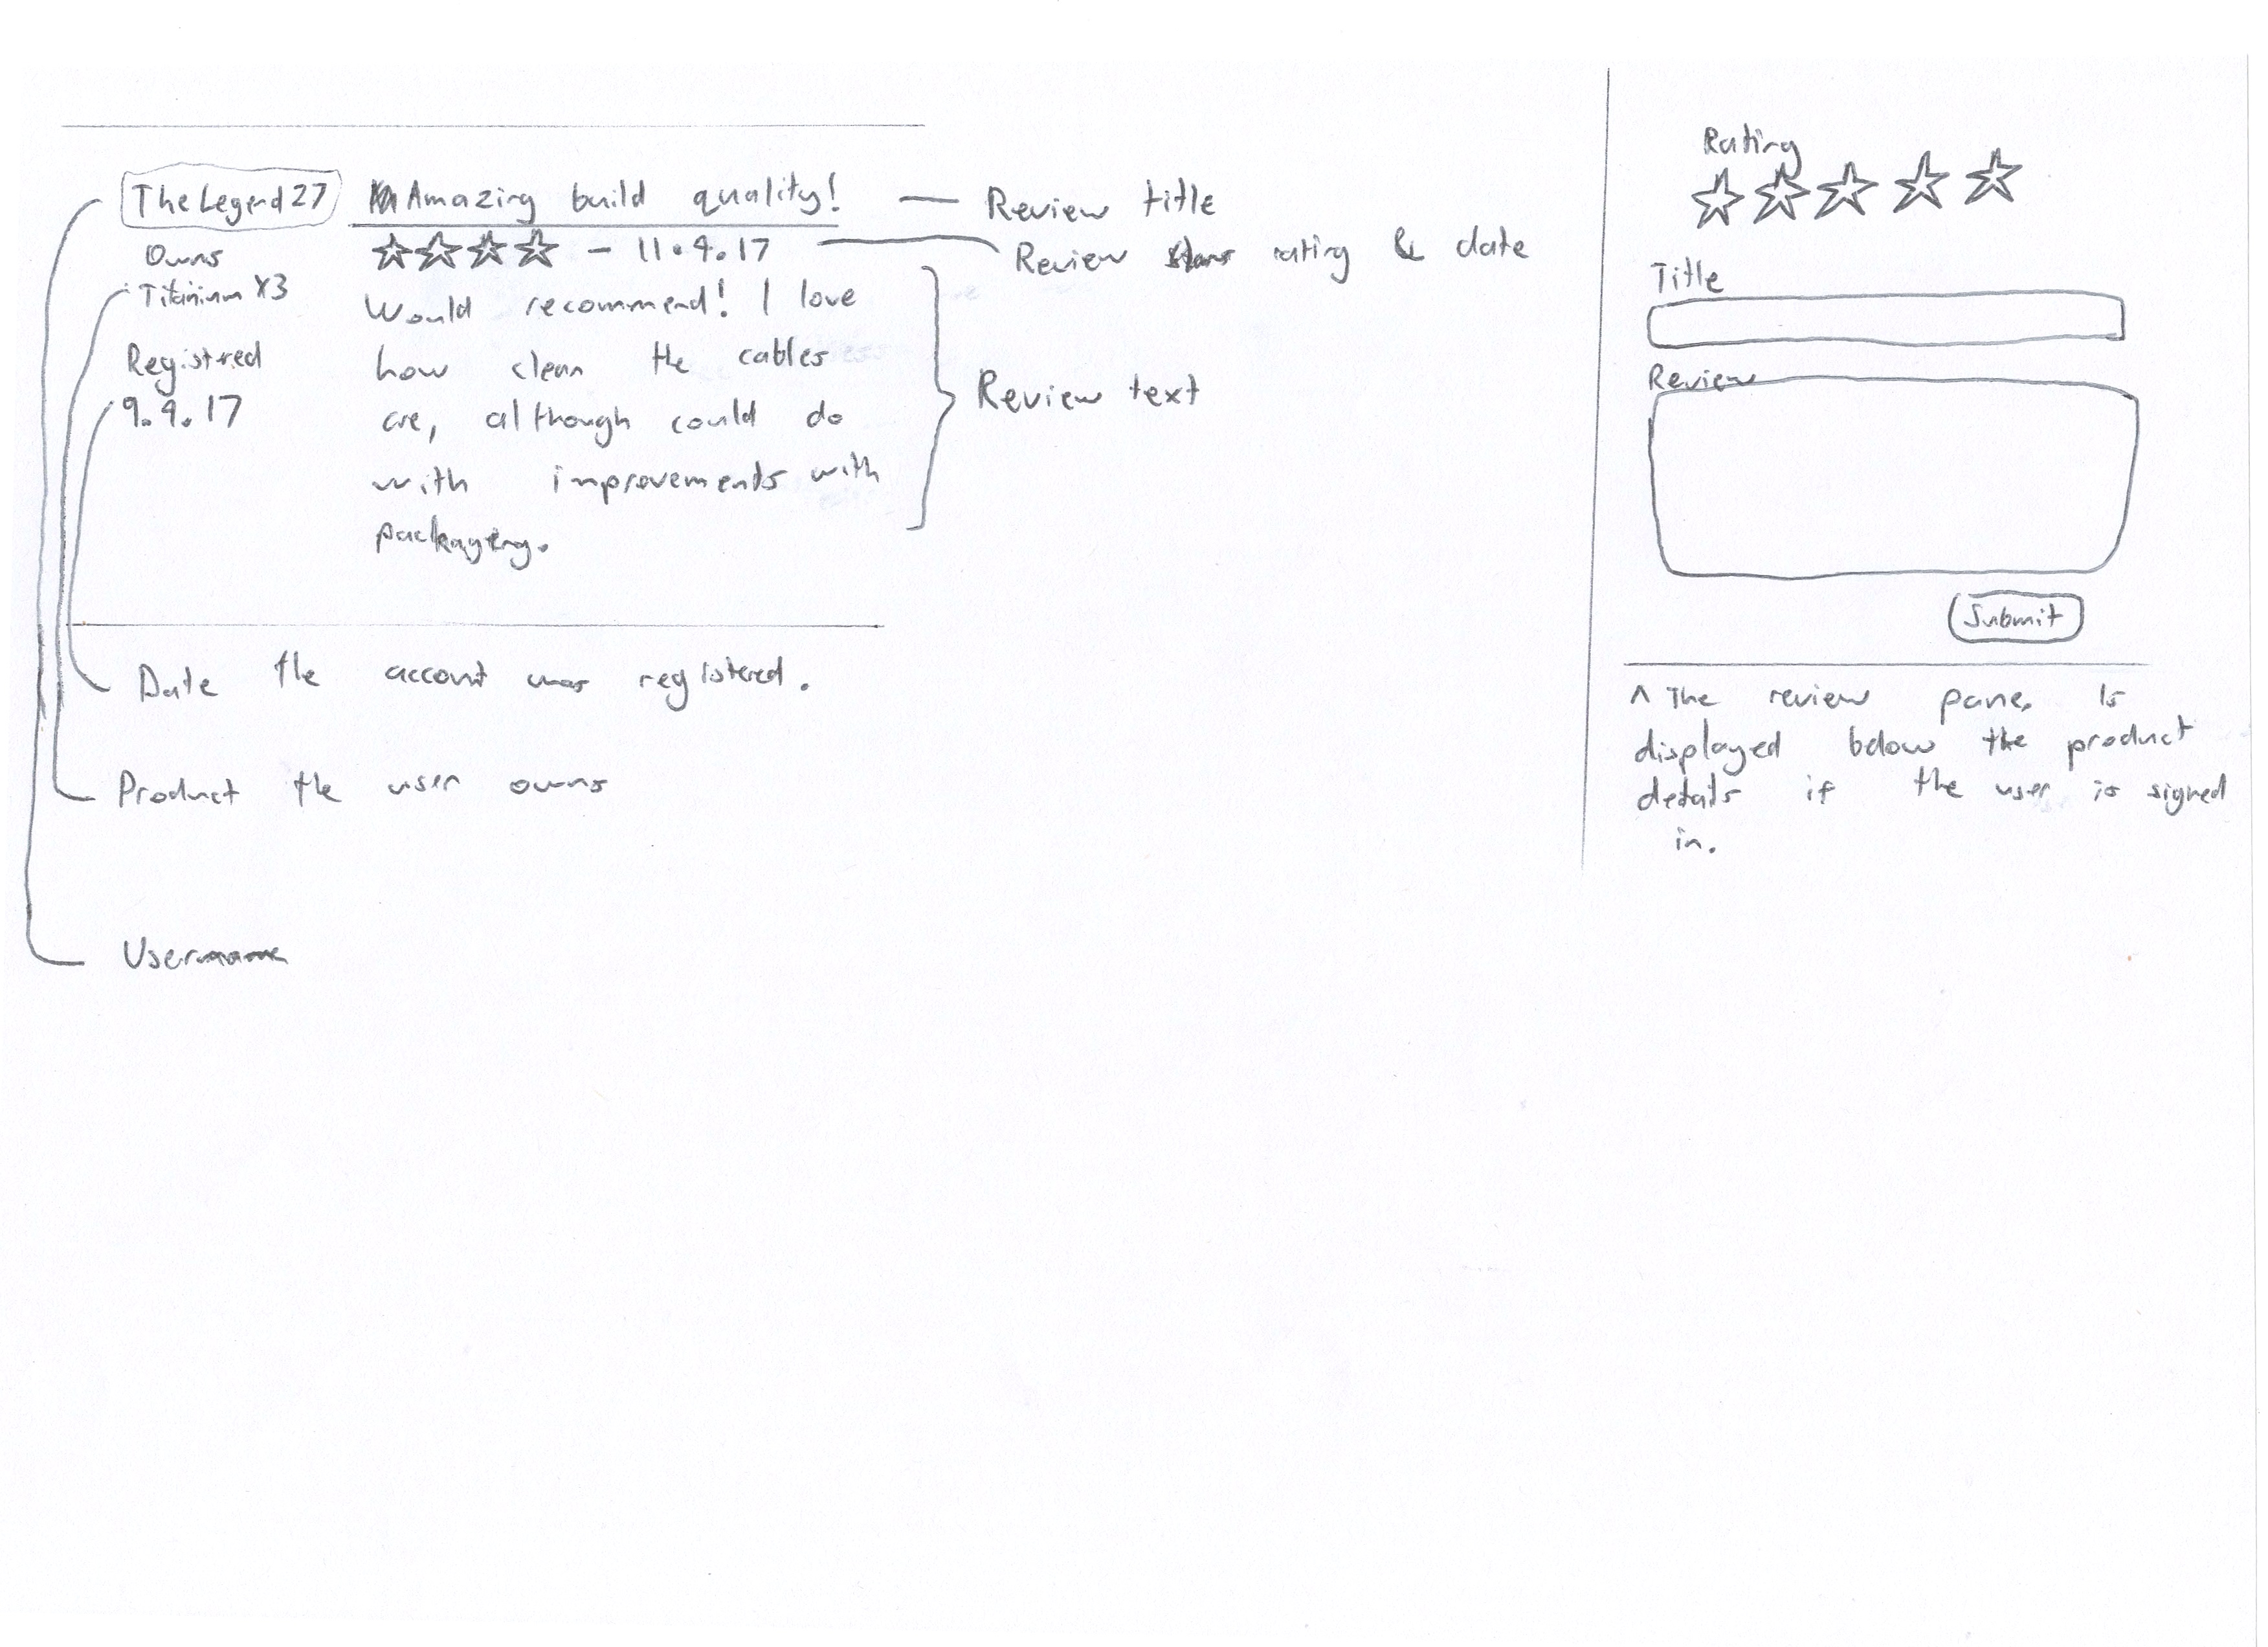 TheLegend27
Owns
Titanium X3
Registred
9.4.17
Amazing build quality!
- 11.4.17
Would recommend! I love
how clean the cables
are, although could do
with improvements with
packaging.
Review title
Review rating & date
Review text
Date the account was registered.
Product the user owns
Username
Rating
Title
Review
Submit
^ The review pane. Is
displayed below the product
details if the user is signed
in.